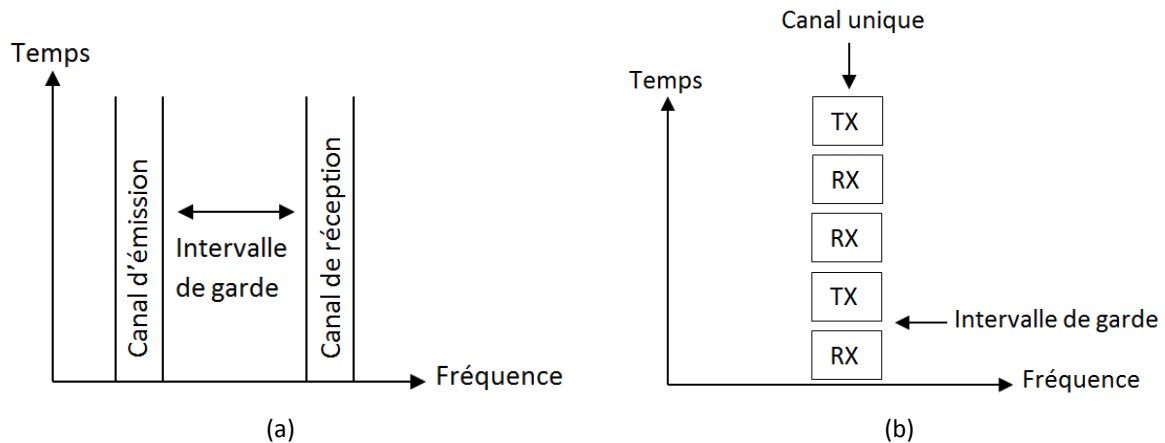 Temps
Canal d'émission
Intervalle
de garde
Canal de réception
Fréquence
(a)
Canal unique
Temps
TX
RX
RX
TX
Intervalle de garde
RX
Fréquence
(b)